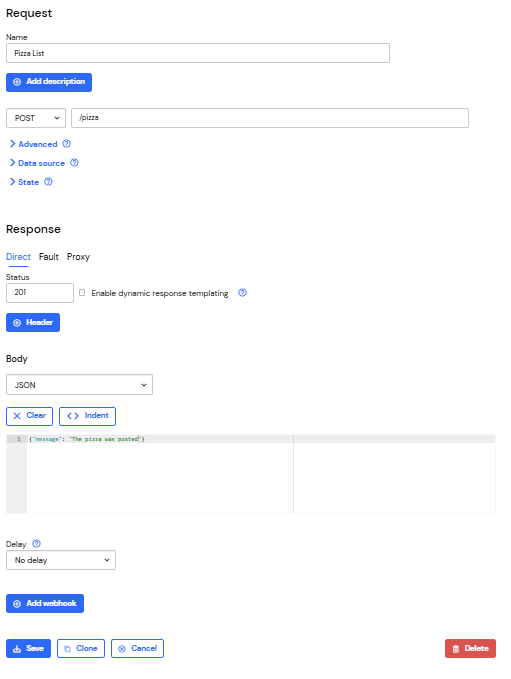 Request
Name
Pizza List
Add description
POST /pizza
Advanced
Data source
State
Response
Direct Fault Proxy
Status
201 Enable dynamic response templating
Header
Body
JSON
Clear Indent
1 {"message": "The pizza was posted"}
Delay
No delay
Add webhook
Save Clone Cancel Delete